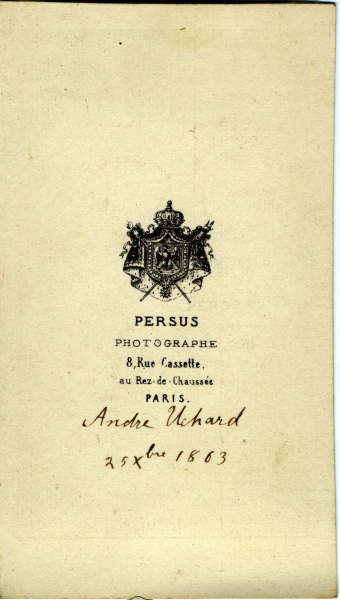 PERSUS
PHOTOGRAPHE
8, Rue Cassette,
au Rez-de-Chaussée
PARIS.
Andre Uchard
25 Xbre 1863